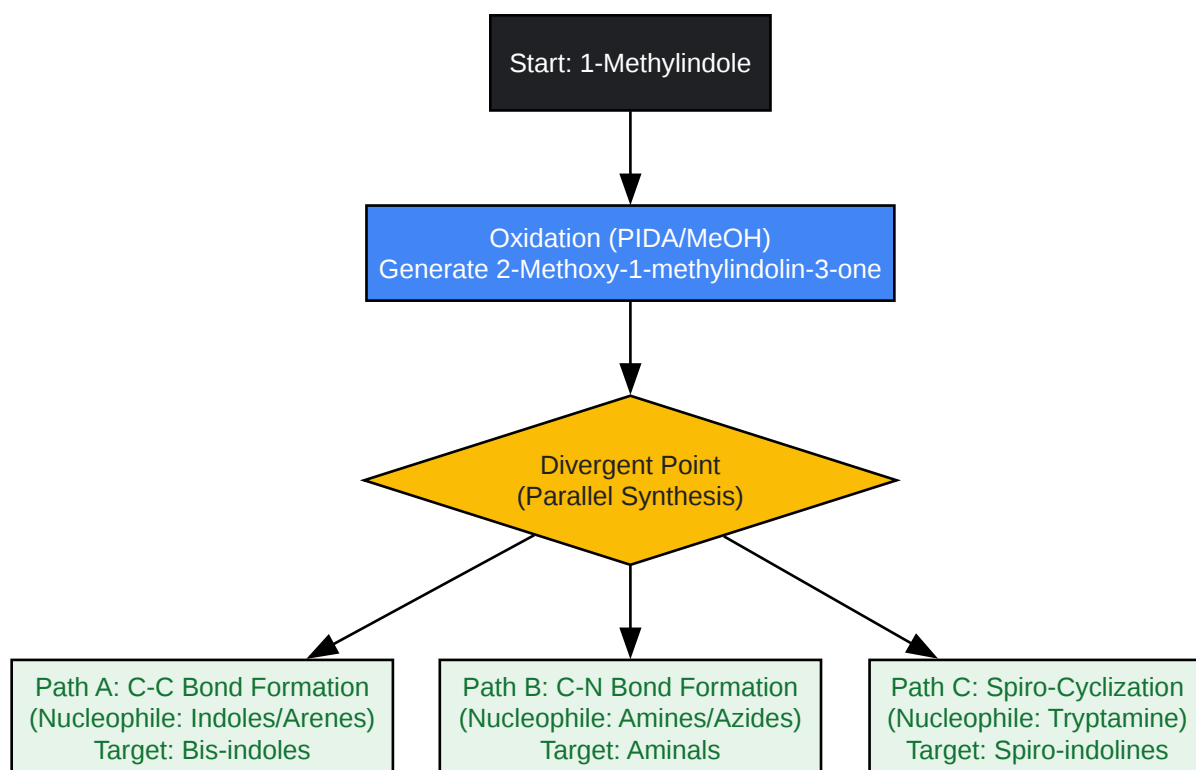 Start: 1-Methylindole
Oxidation (PIDA/MeOH)
Generate 2-Methoxy-1-methylindolin-3-one
Divergent Point
(Parallel Synthesis)
Path A: C-C Bond Formation
(Nucleophile: Indoles/Arenes)
Target: Bis-indoles
Path B: C-N Bond Formation
(Nucleophile: Amines/Azides)
Target: Aminals
Path C: Spiro-Cyclization
(Nucleophile: Tryptamine)
Target: Spiro-indolines